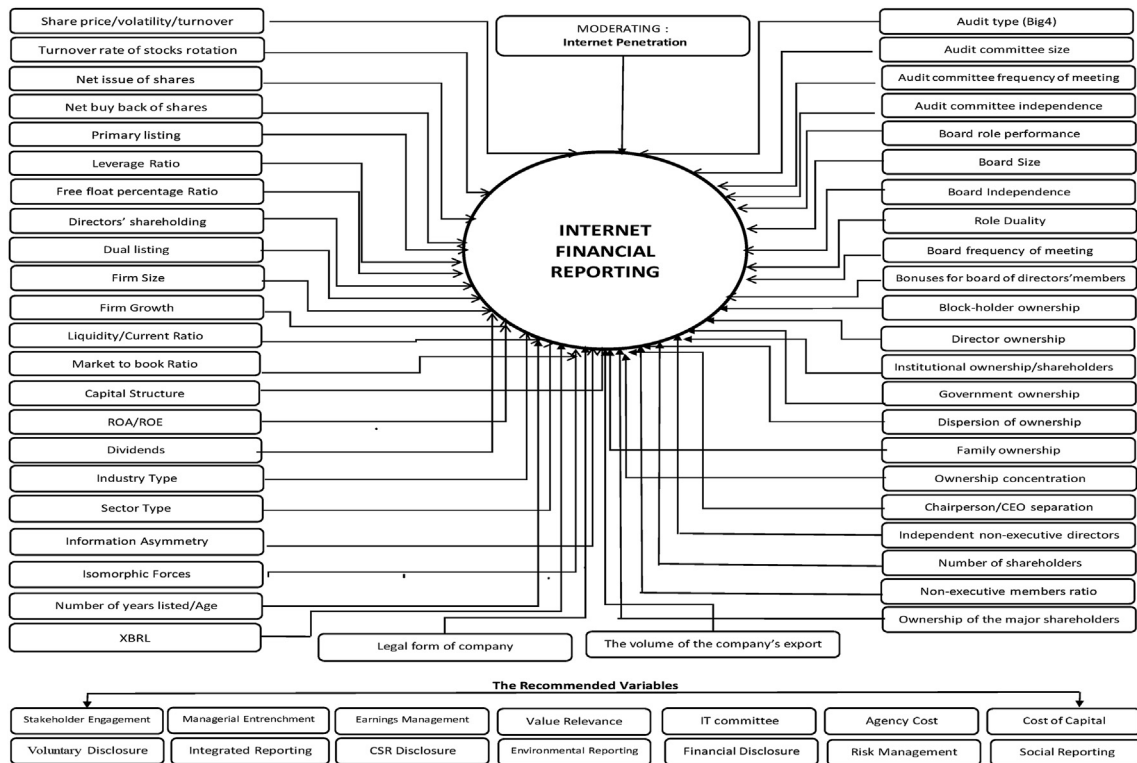 Share price/volatility/turnover
Turnover rate of stocks rotation
Net issue of shares
Net buy back of shares
Primary listing
Leverage Ratio
Free float percentage Ratio
Directors' shareholding
Dual listing
Firm Size
Firm Growth
Liquidity/Current Ratio
Market to book Ratio
Capital Structure
ROA/ROE
Dividends
Industry Type
Sector Type
Information Asymmetry
Isomorphic Forces
Number of years listed/Age
XBRL
MODERATING :
Internet Penetration
INTERNET
FINANCIAL
REPORTING
Legal form of company
The volume of the company's export
Audit type (Big4)
Audit committee size
Audit committee frequency of meeting
Audit committee independence
Board role performance
Board Size
Board Independence
Role Duality
Board frequency of meeting
Bonuses for board of directors'members
Block-holder ownership
Director ownership
Institutional ownership/shareholders
Government ownership
Dispersion of ownership
Family ownership
Ownership concentration
Chairperson/CEO separation
Independent non-executive directors
Number of shareholders
Non-executive members ratio
Ownership of the major shareholders
The Recommended Variables
Stakeholder Engagement
Managerial Entrenchment
Earnings Management
Value Relevance
IT committee
Agency Cost
Cost of Capital
Voluntary Disclosure
Integrated Reporting
CSR Disclosure
Environmental Reporting
Financial Disclosure
Risk Management
Social Reporting